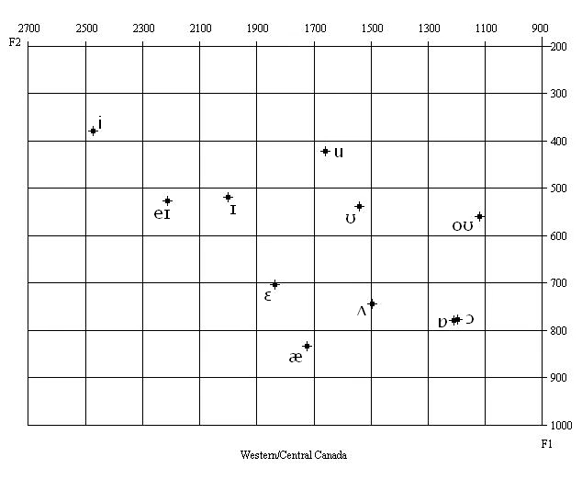 2700 2500 2300 2100 1900 1700 1500 1300 1100 900
F2
200
300
i
400
u
500
eɪ ɪ ʊ
oʊ
600
700
ɛ
ʌ
ɒ ɔ
800
æ
900
1000
F1
Western/Central Canada